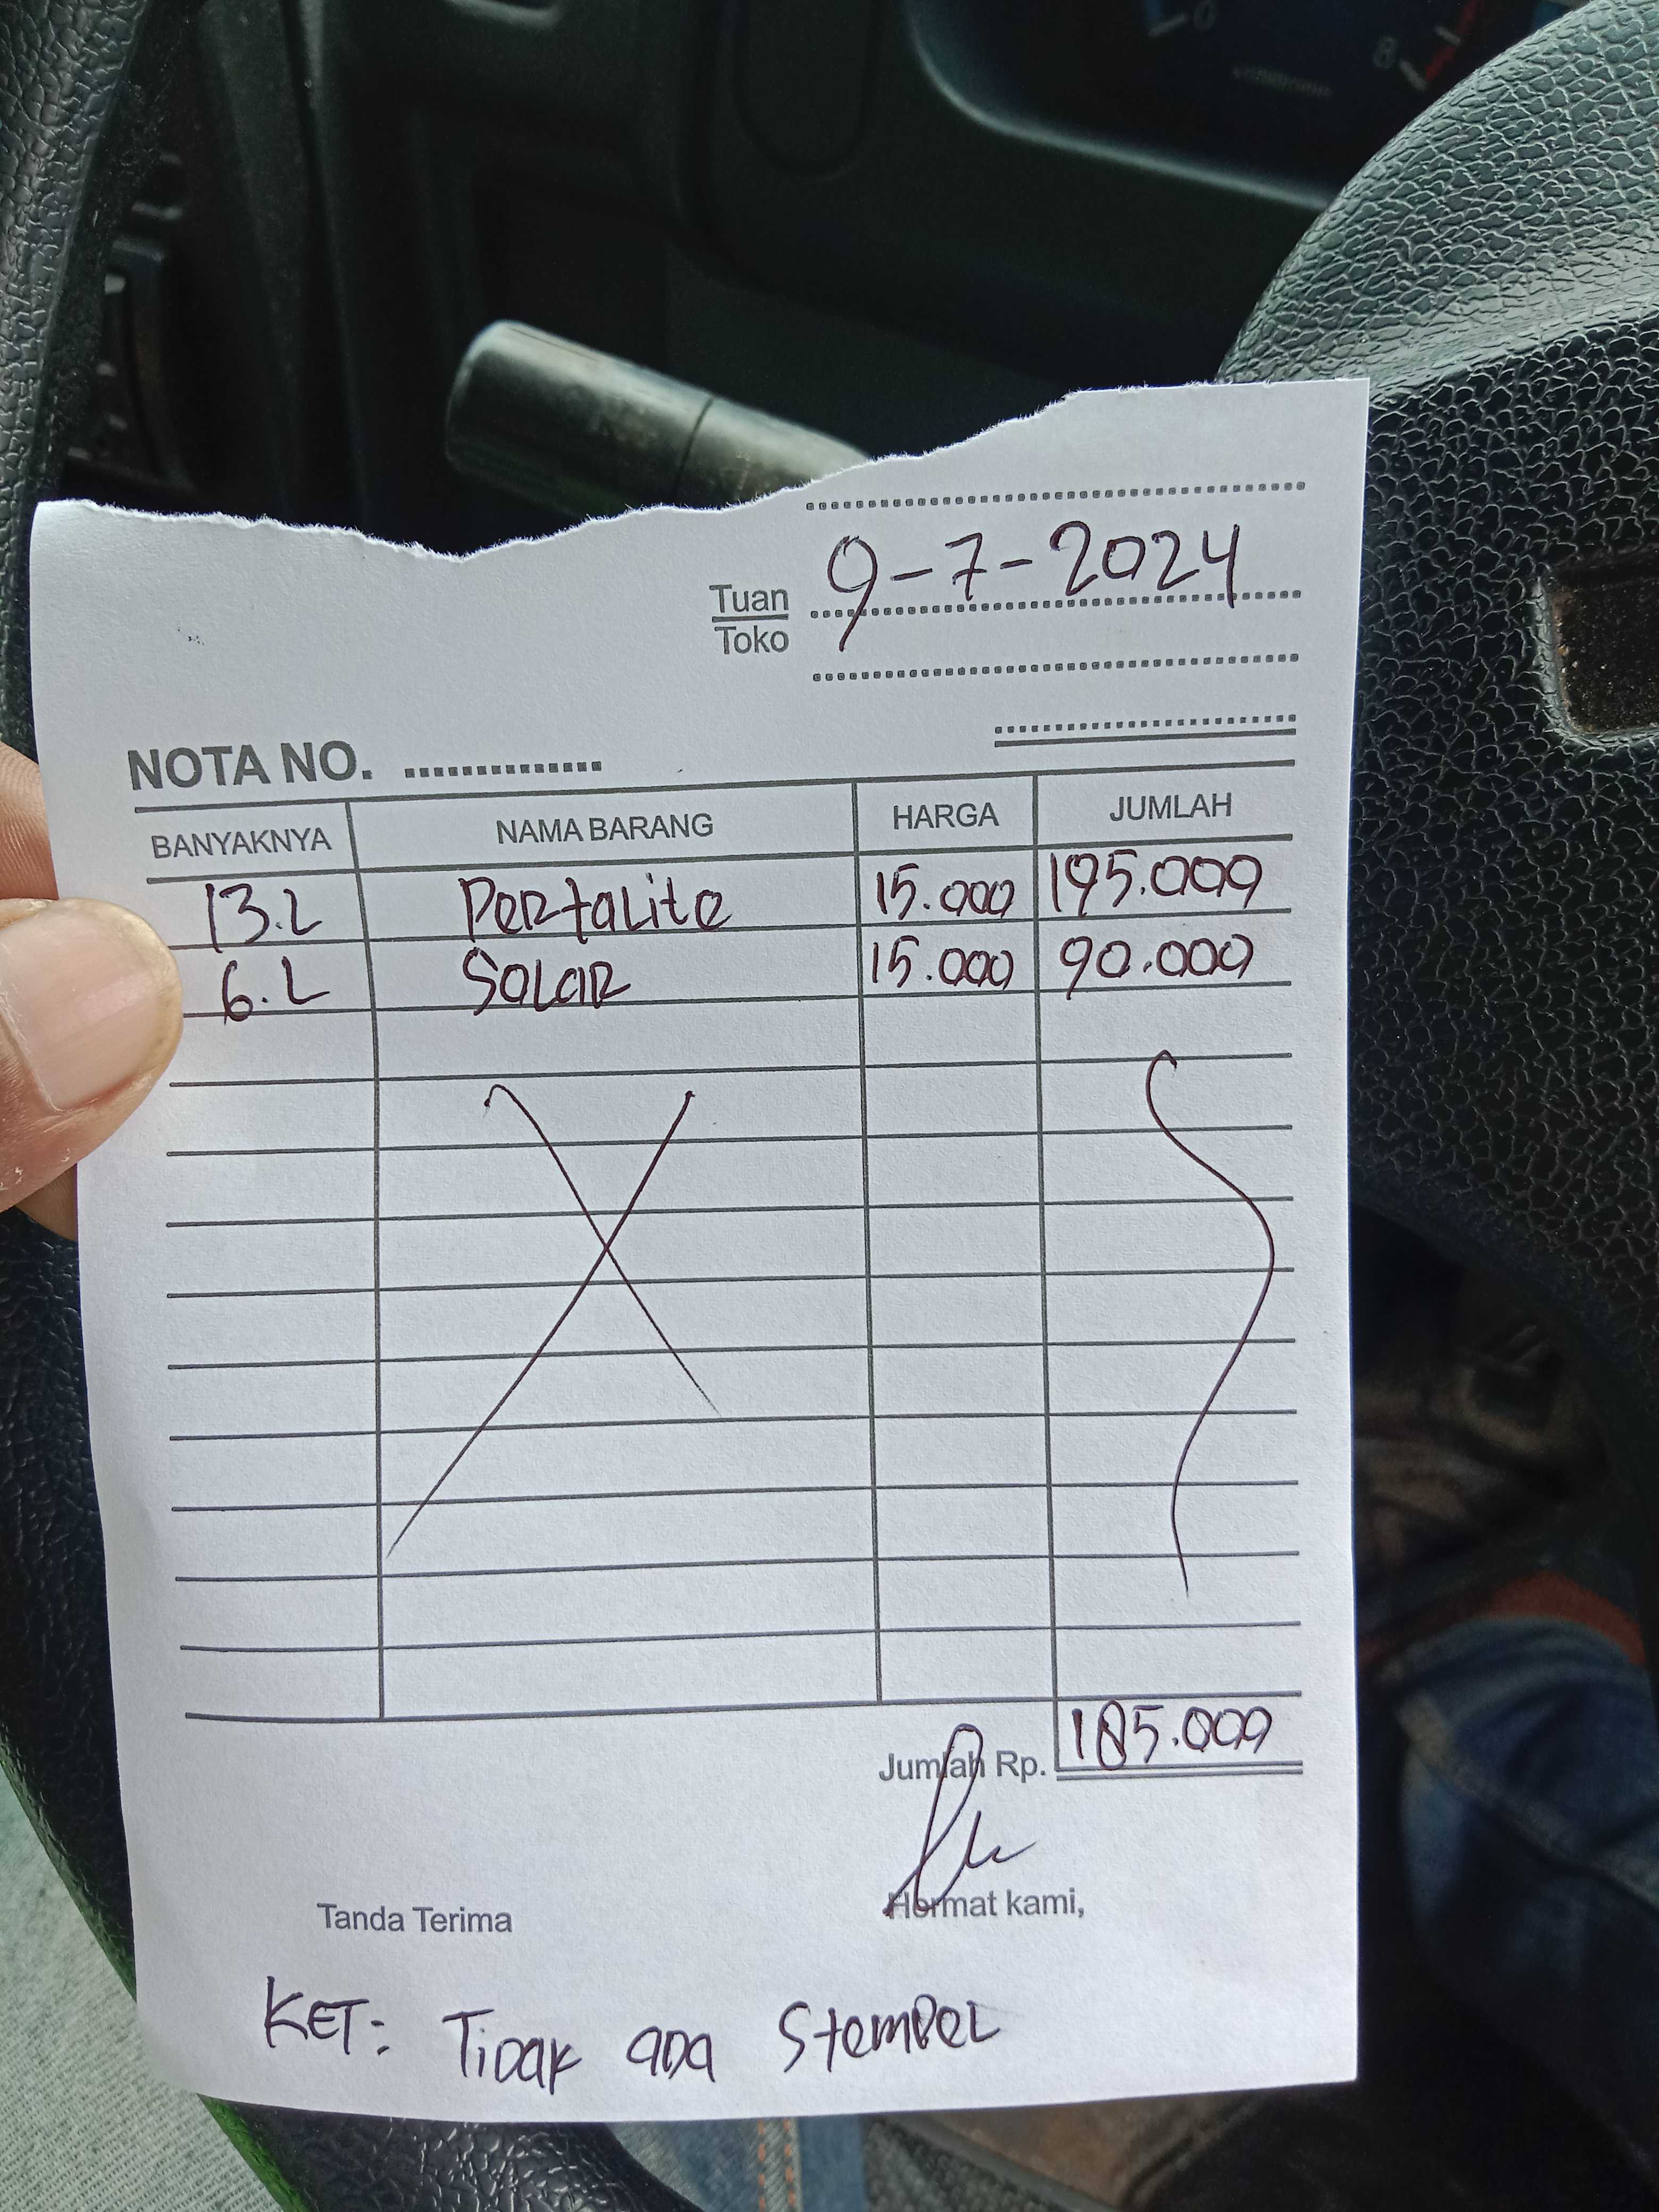 9-7-2024
Tuan
Toko
NOTA NO. ..............
BANYAKNYA NAMA BARANG HARGA JUMLAH
13.L Pertalite 15.000 195.000
6.L Solar 15.000 90.000
Jumlah Rp. 185.000
Tanda Terima Hormat kami,
KET: Tidak ada Stempel